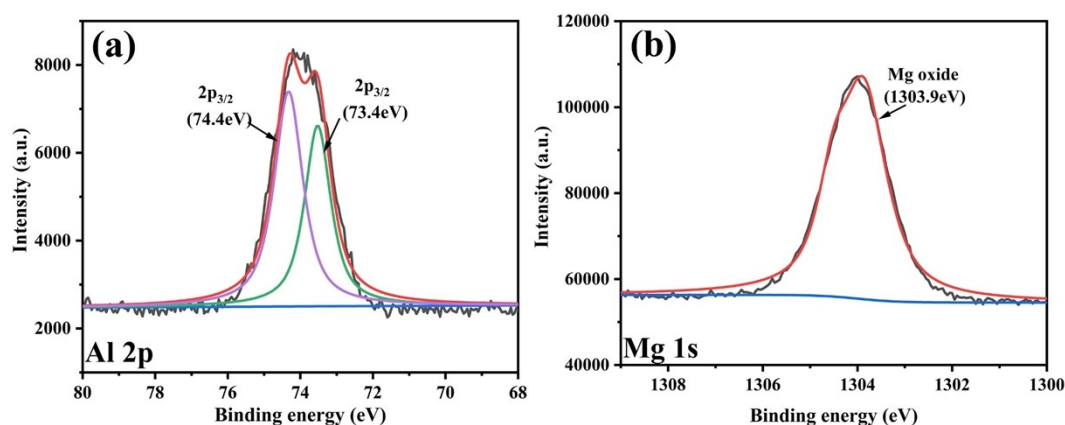 (a)
2p3/2
(74.4eV)
2p3/2
(73.4eV)
Al 2p
Intensity (a.u.)
8000
6000
4000
2000
80 78 76 74 72 70 68
Binding energy (eV)
(b)
Mg oxide
(1303.9eV)
Mg 1s
Intensity (a.u.)
120000
100000
80000
60000
40000
1308 1306 1304 1302 1300
Binding energy (eV)